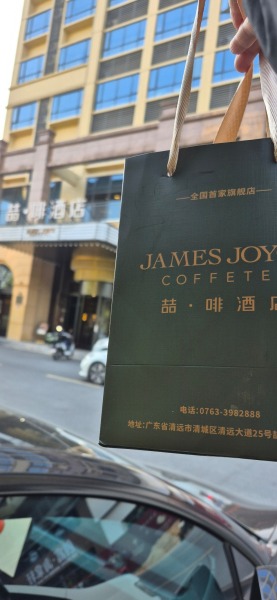 喆·啡酒店
—全国首家旗舰店—
JAMES JOY
COFFETE
喆·啡酒店
电话:0763-3982888
地址:广东省清远市清城区清远大道25号